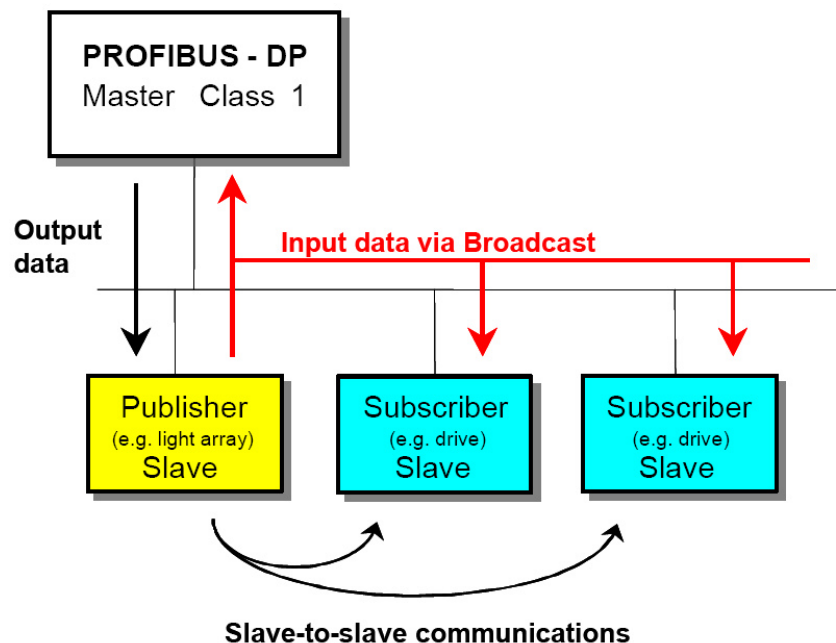 PROFIBUS - DP
Master Class 1
Output
data
Input data via Broadcast
Publisher
(e.g. light array)
Slave
Subscriber
(e.g. drive)
Slave
Subscriber
(e.g. drive)
Slave
Slave-to-slave communications